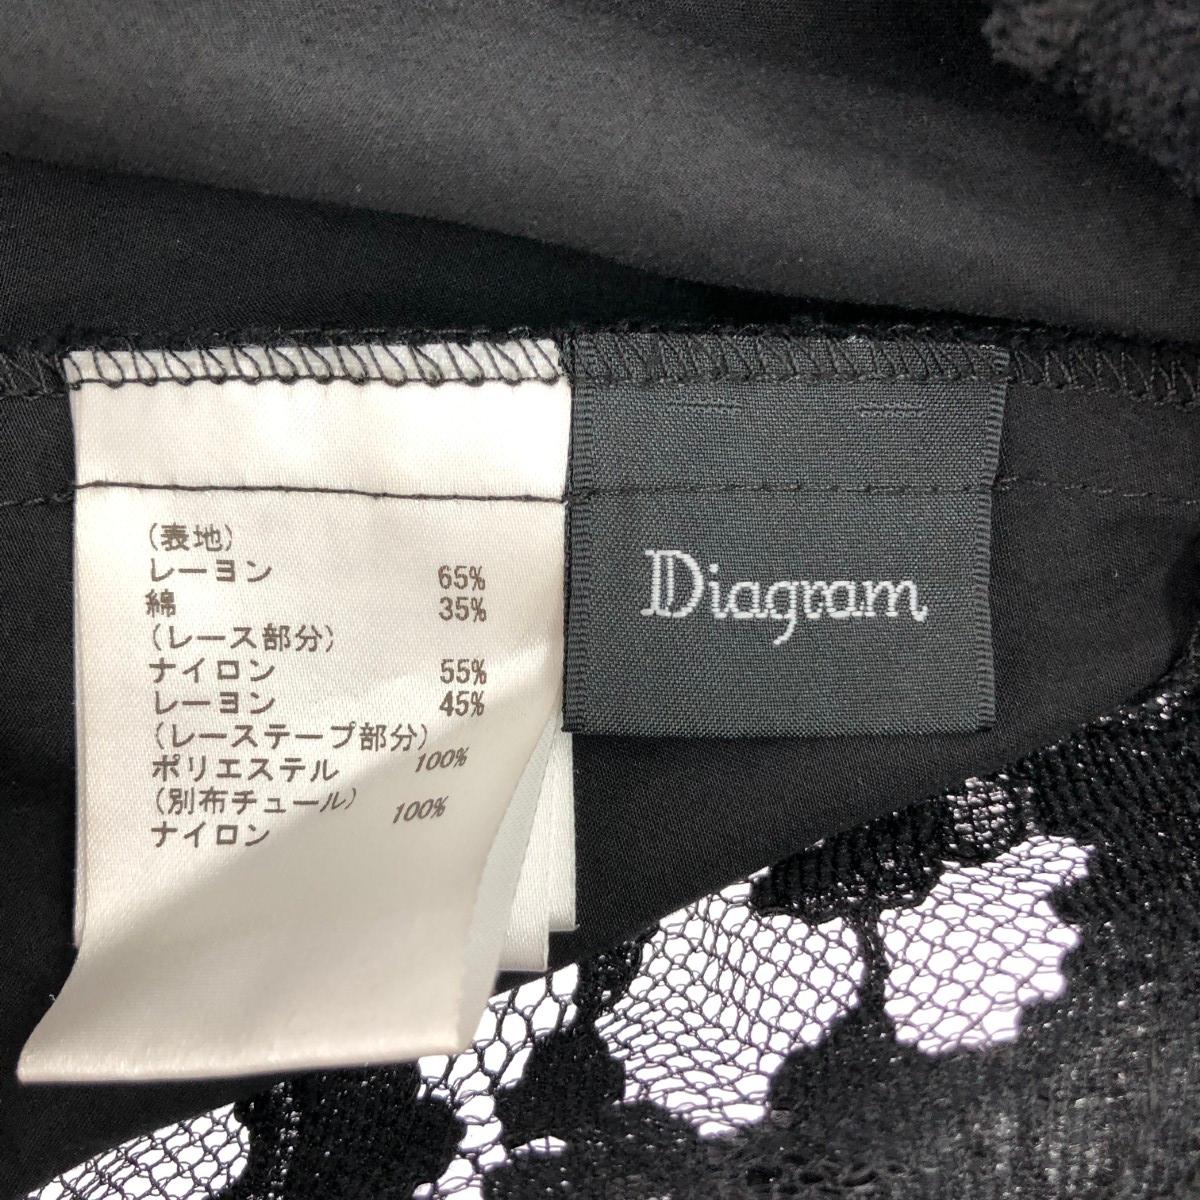 (表地)
レーヨン 65%
綿 35%
(レース部分)
ナイロン 55%
レーヨン 45%
(レーステープ部分)
ポリエステル 100%
(別布チュール)
ナイロン 100%
Diagram